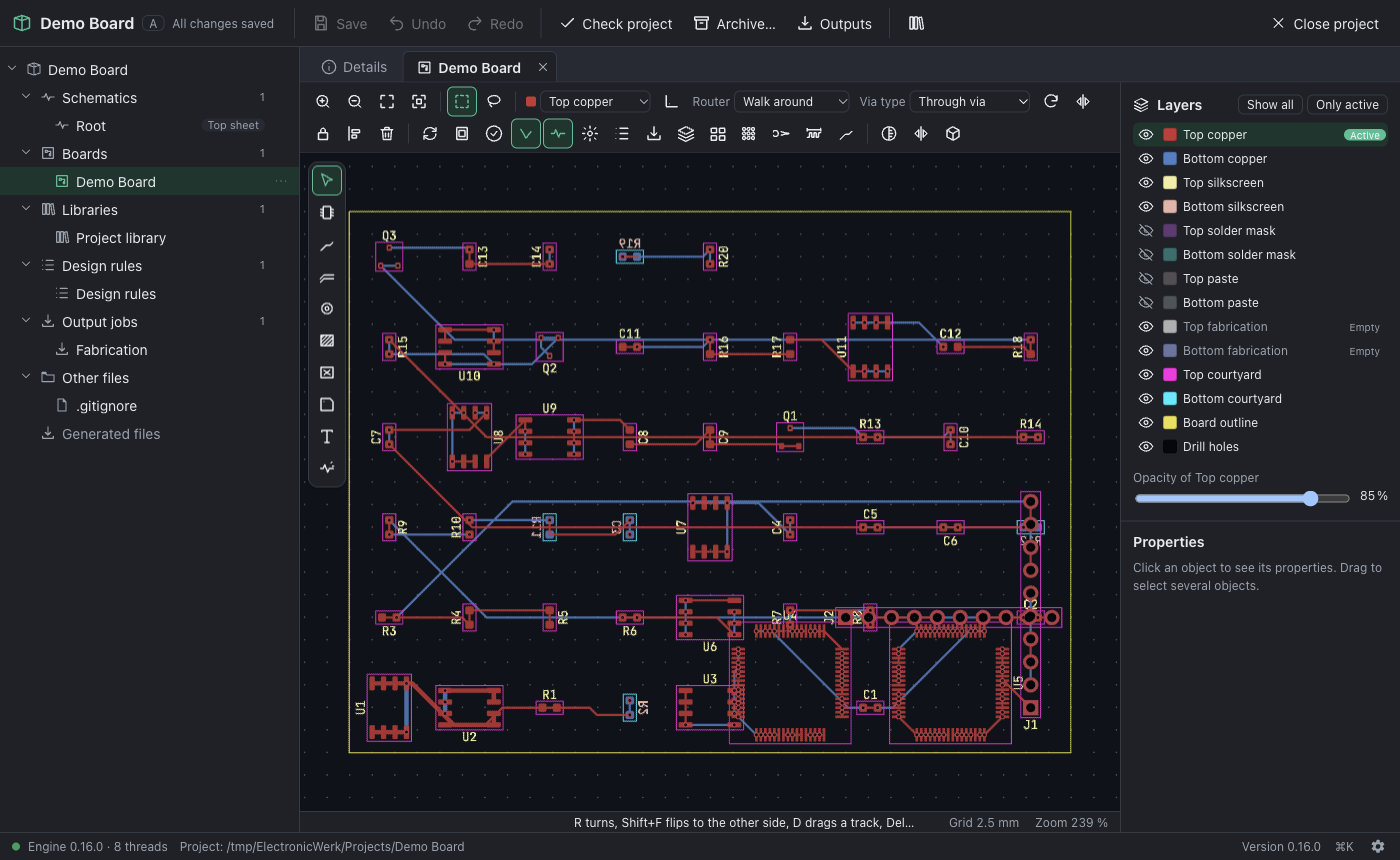 Demo Board A All changes saved Save Undo Redo Check project Archive... Outputs Close project
Demo Board
Schematics 1
Root Top sheet
Boards 1
Demo Board ...
Libraries 1
Project library
Design rules 1
Design rules
Output jobs 1
Fabrication
Other files
.gitignore
Generated files
Details Demo Board
Top copper Router Walk around Via type Through via
Q3 C13 C14 R19 R20
R15 U10 Q2 C11 R16 R17 U11 C12 R18
C7 U8 U9 C8 C9 Q1 R13 C10 R14
R9 R10 R11 C3 U7 C4 C5 C6
R3 R4 R5 R6 U6 R7 J2 R8 C2
U1 U2 R1 R2 U3 C1 U5 J1
R turns, Shift+F flips to the other side, D drags a track, Del... Grid 2.5 mm Zoom 239 %
Layers Show all Only active
Top copper Active
Bottom copper
Top silkscreen
Bottom silkscreen
Top solder mask
Bottom solder mask
Top paste
Bottom paste
Top fabrication Empty
Bottom fabrication Empty
Top courtyard
Bottom courtyard
Board outline
Drill holes
Opacity of Top copper
85 %
Properties
Click an object to see its properties. Drag to
select several objects.
Engine 0.16.0 · 8 threads Project: /tmp/ElectronicWerk/Projects/Demo Board Version 0.16.0 ⌘K